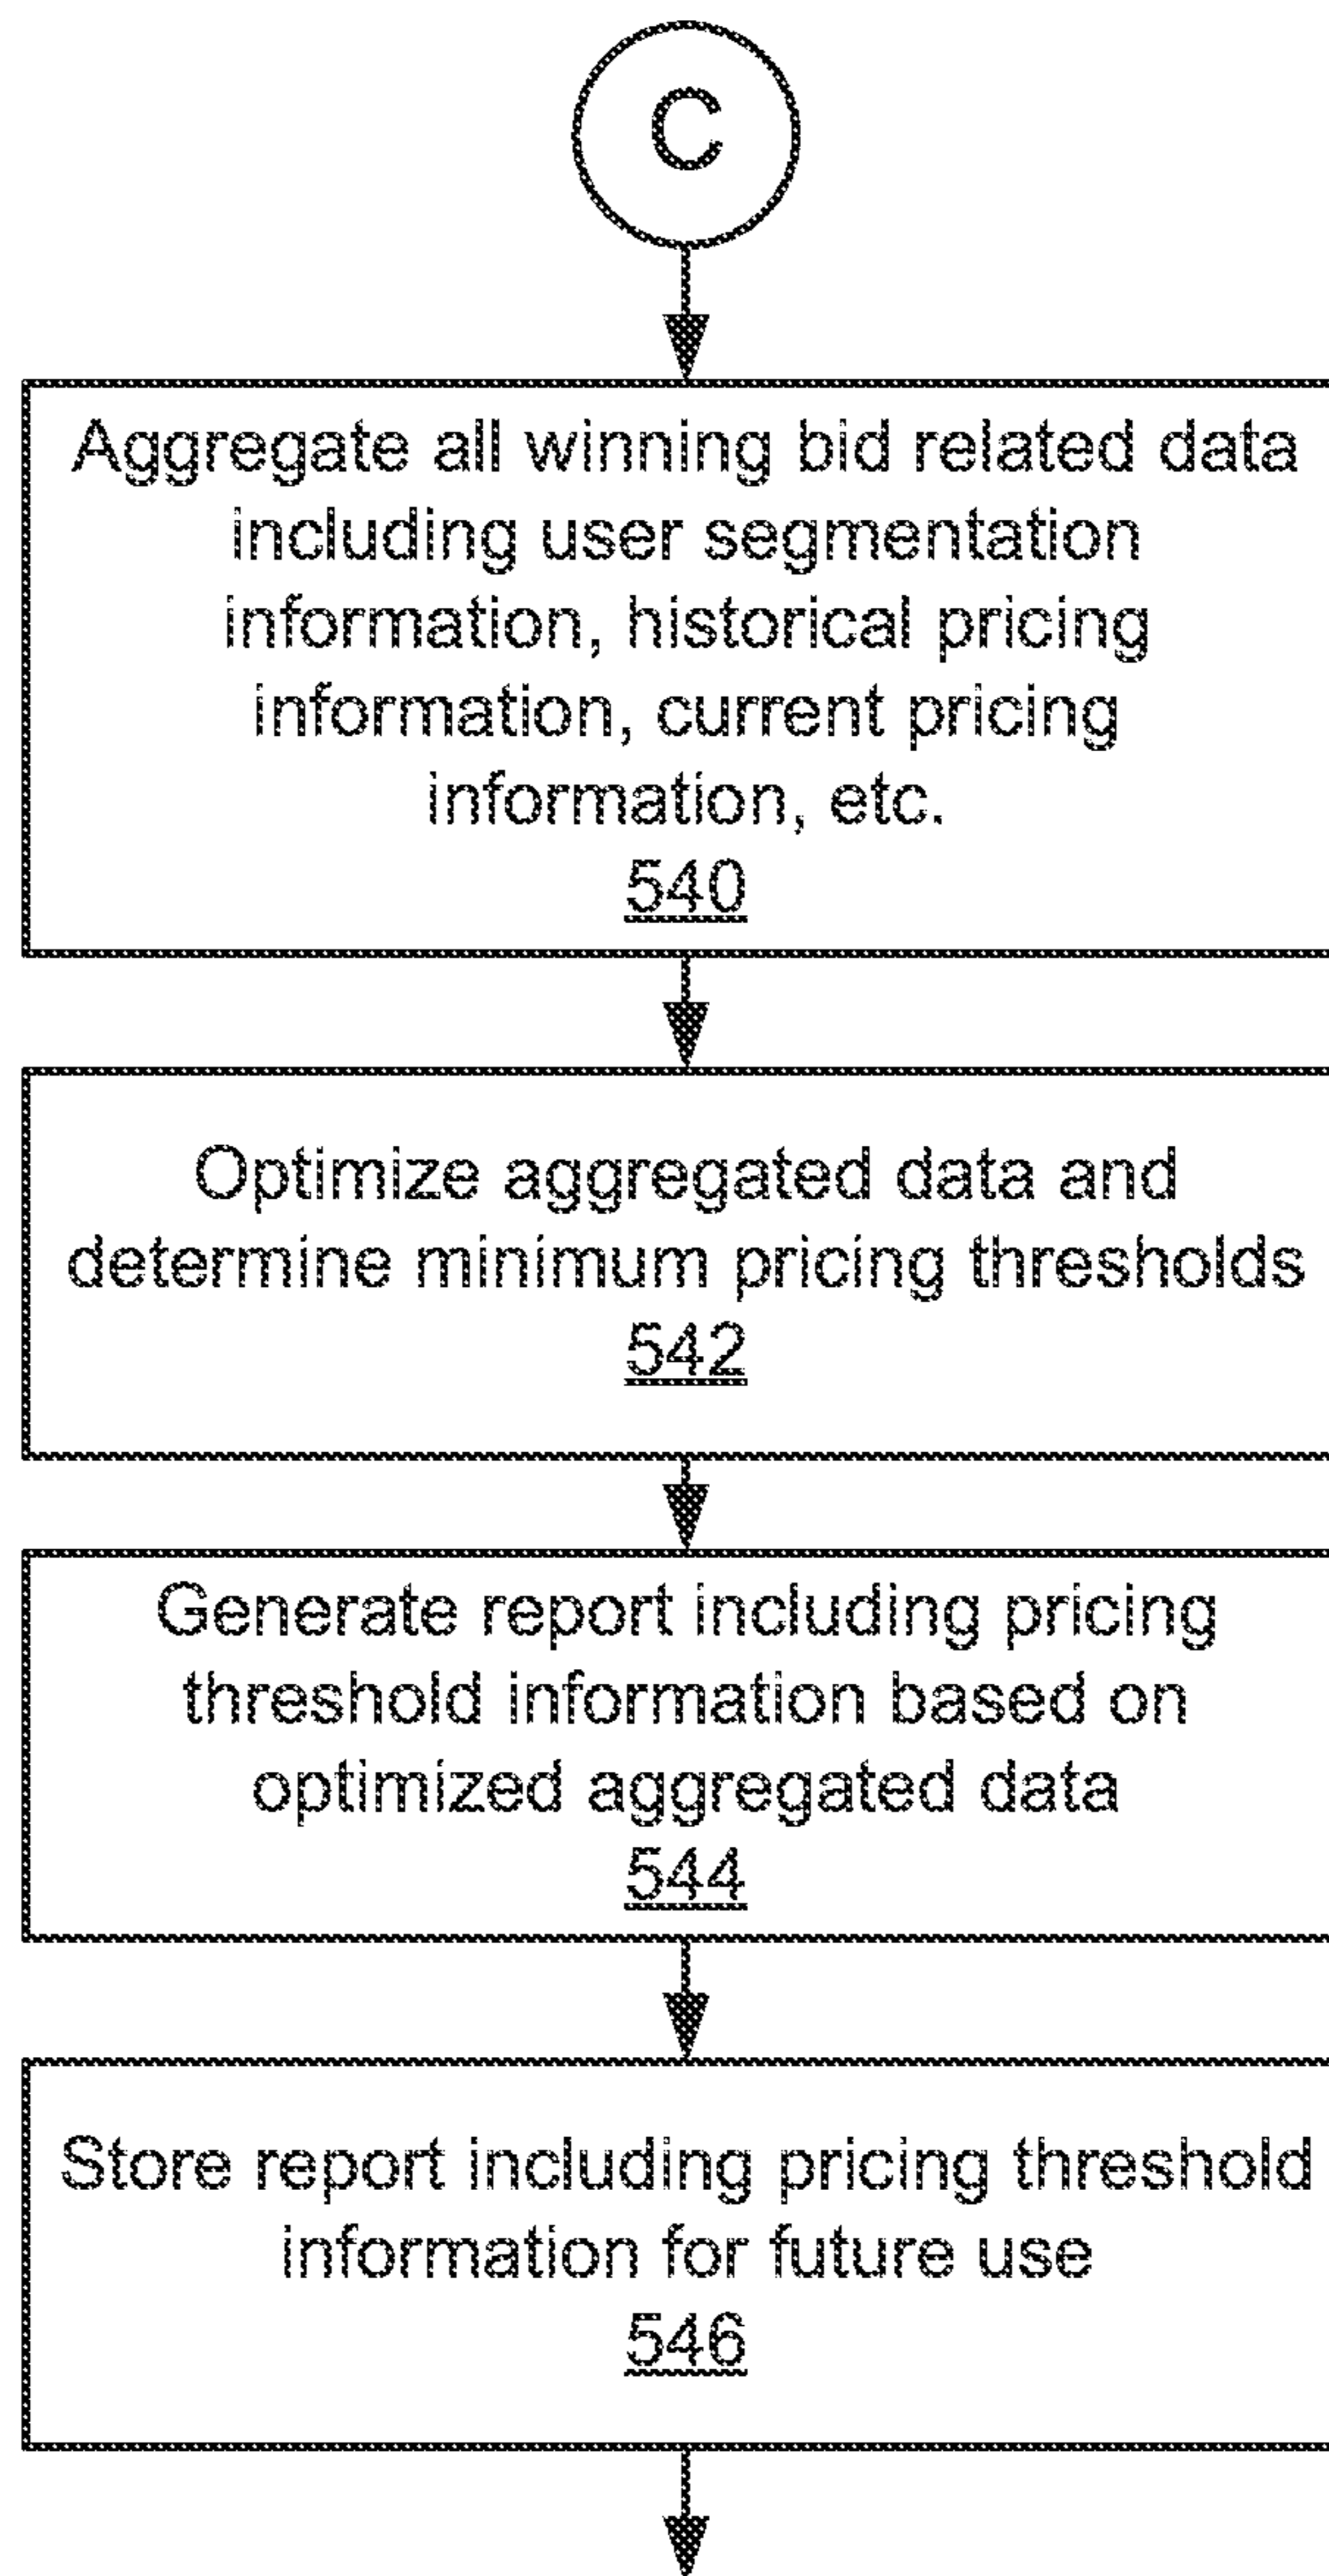 C
Aggregate all winning bid related data
including user segmentation
information, historical pricing
information, current pricing
information, etc.
540
Optimize aggregated data and
determine minimum pricing thresholds
542
Generate report including pricing
threshold information based on
optimized aggregated data
544
Store report including pricing threshold
information for future use
546